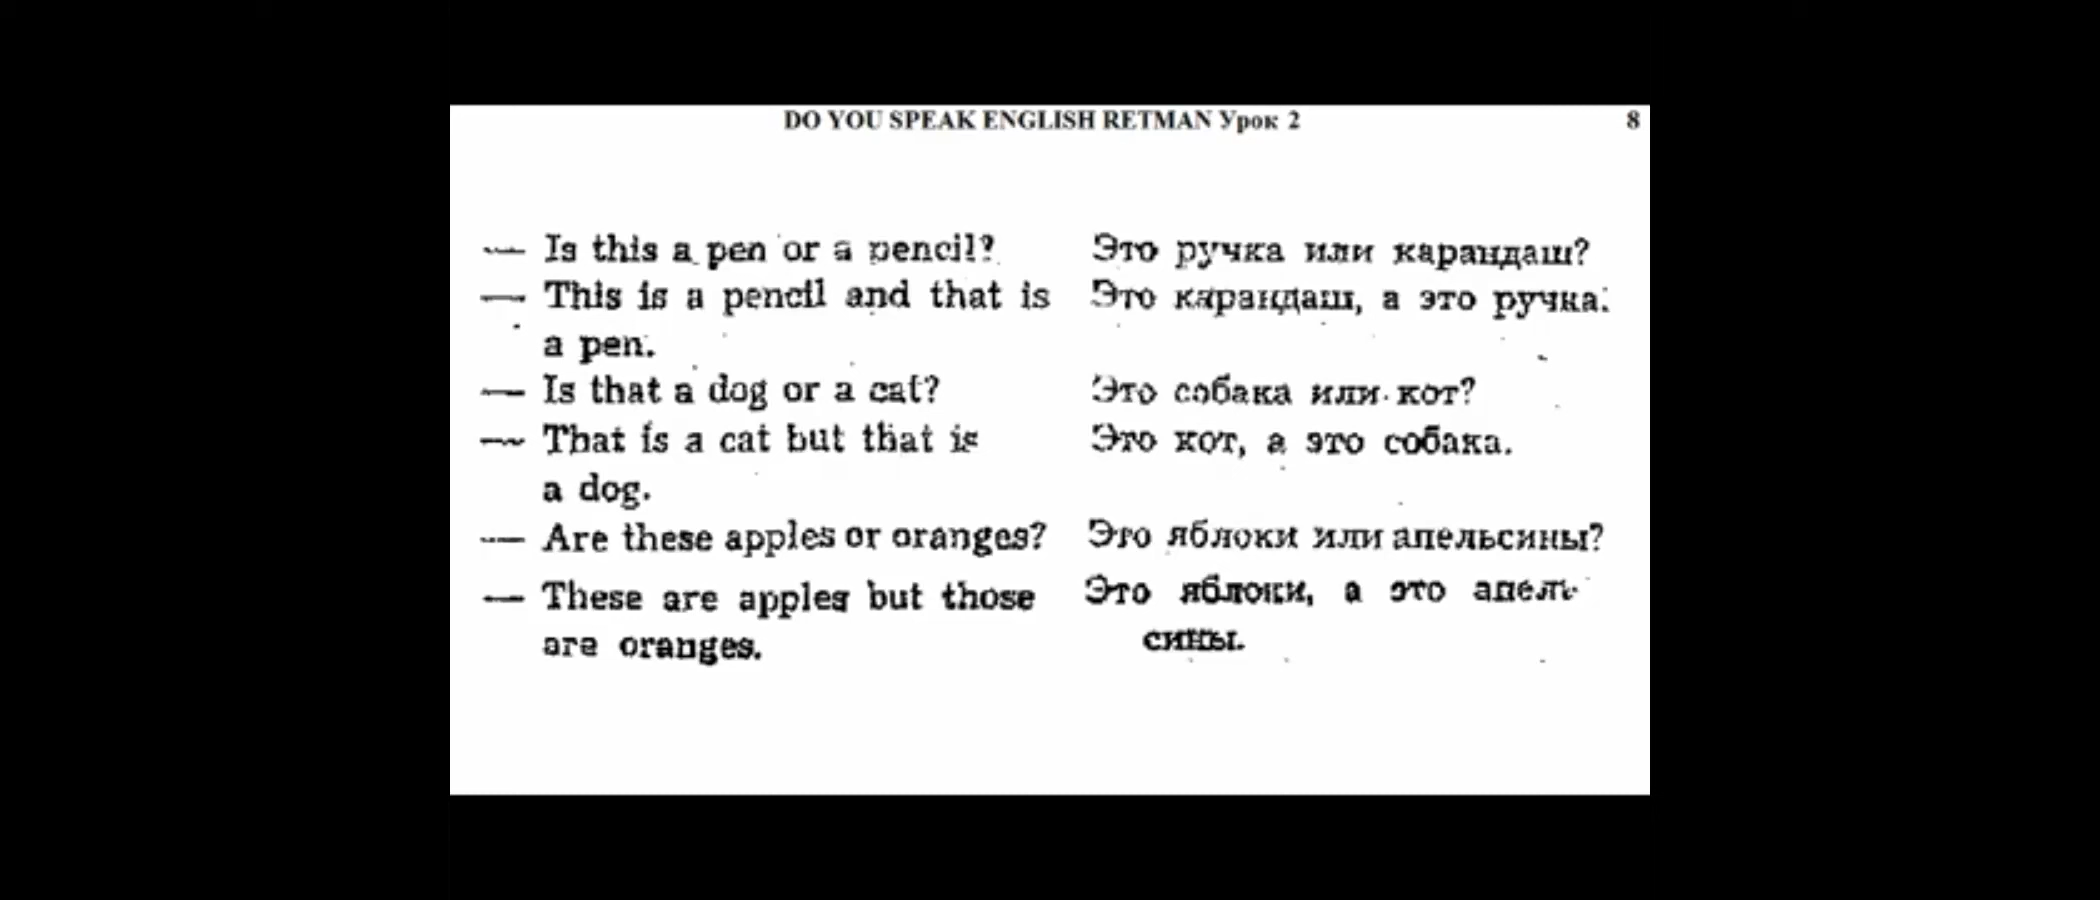 DO YOU SPEAK ENGLISH RETMAN Урок 2 8
— Is this a pen or a pencil? Это ручка или карандаш?
— This is a pencil and that is Это карандаш, а это ручка.
a pen.
— Is that a dog or a cat? Это собака или кот?
— That is a cat but that is Это кот, а это собака.
a dog.
— Are these apples or oranges? Это яблоки или апельсины?
— These are apples but those Это яблоки, а это апель-
are oranges. сины.